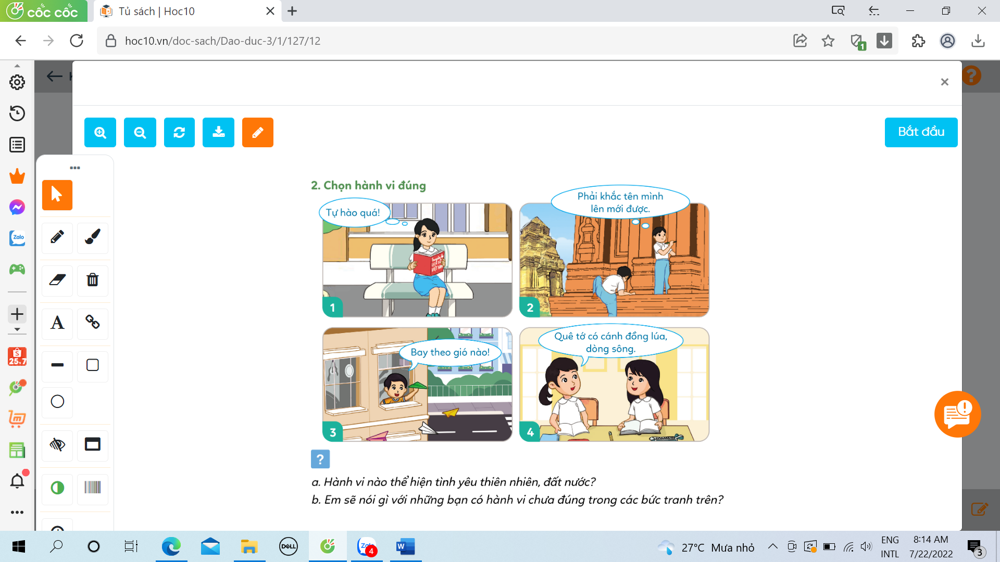 cốc cốc
Tủ sách | Hoc10
hoc10.vn/doc-sach/Dao-duc-3/1/127/12
1
Bắt đầu
2. Chọn hành vi đúng
Tự hào quá!
1
Phải khắc tên mình
lên mới được.
2
Bay theo gió nào!
3
Quê tớ có cánh đồng lúa,
dòng sông.
4
?
a. Hành vi nào thể hiện tình yêu thiên nhiên, đất nước?
b. Em sẽ nói gì với những bạn có hành vi chưa đúng trong các bức tranh trên?
Zalo
S
25.7
A
?
DELL
4
W
27°C Mưa nhỏ
ENG
INTL
8:14 AM
7/22/2022
3